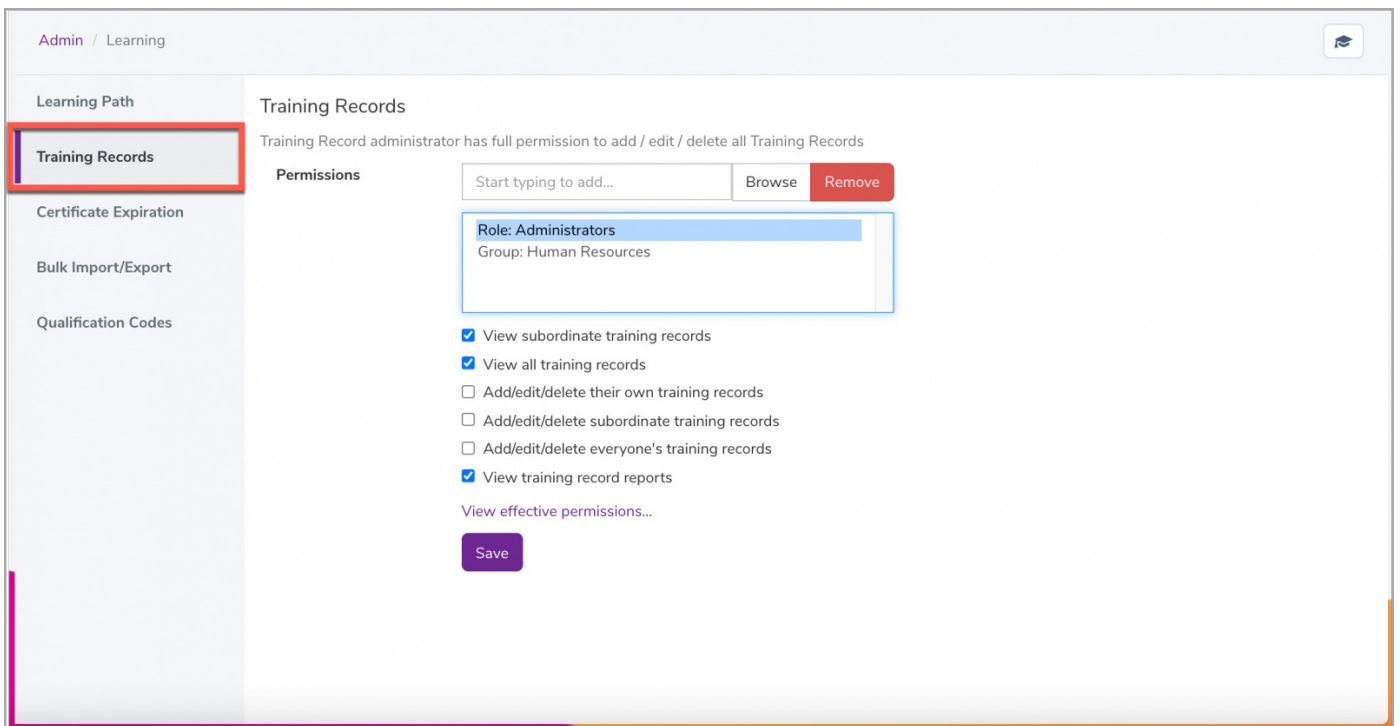 Admin / Learning
Learning Path
Training Records
Certificate Expiration
Bulk Import/Export
Qualification Codes
Training Records
Training Record administrator has full permission to add / edit / delete all Training Records
Permissions
Start typing to add...
Browse
Remove
Role: Administrators
Group: Human Resources
View subordinate training records
View all training records
Add/edit/delete their own training records
Add/edit/delete subordinate training records
Add/edit/delete everyone's training records
View training record reports
View effective permissions...
Save